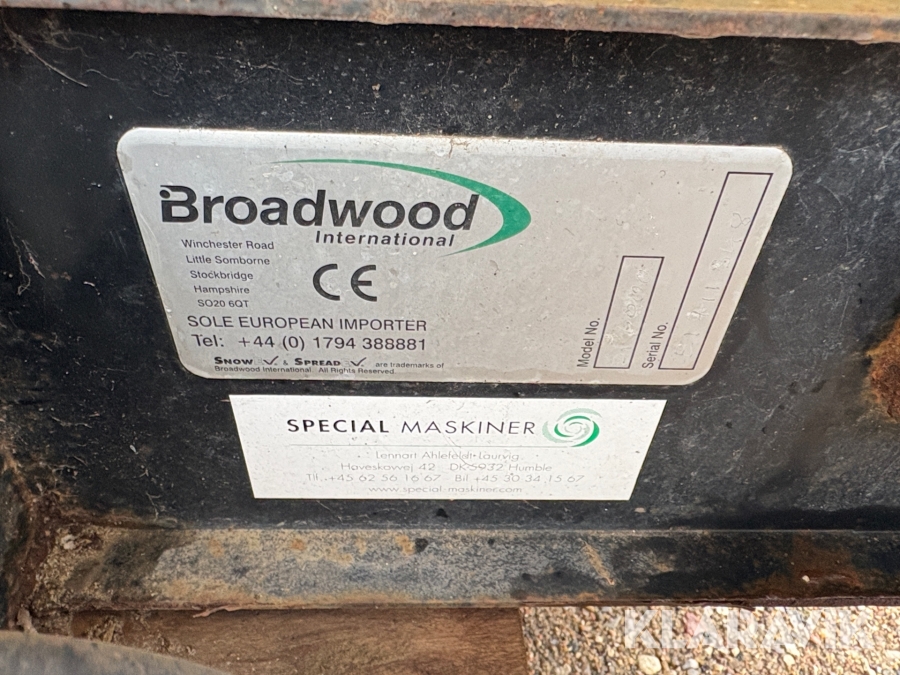 Broadwood
International
Winchester Road
Little Somborne
Stockbridge
Hampshire
SO20 6QT
CE
SOLE EUROPEAN IMPORTER
Tel: +44 (0) 1794 388881
SNOW & SPREAD are trademarks of
Broadwood International. All Rights Reserved
Model No.
Serial No.
SPECIAL MASKINER
Lennart Ahlefeldt-Laurvig
Haveskovvej 42 DK-5932 Humble
Tlf. +45 62 56 16 67 · Bil +45 30 34 15 67
www.special-maskiner.com
KLARAVIK